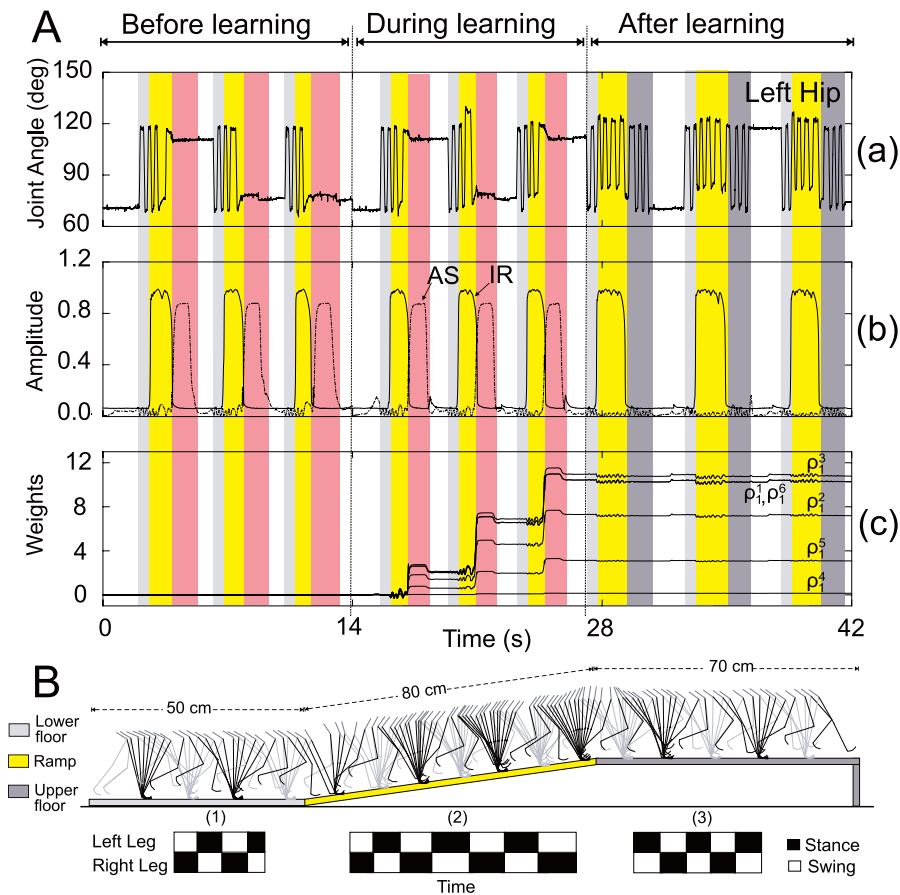 A
Before learning
During learning
After learning
Joint Angle (deg)
150
120
90
60
Left Hip
(a)
Amplitude
1.2
0.8
0.4
0.0
AS
IR
(b)
Weights
12
8
4
0
ρ₁³
ρ₁¹,ρ₁⁶
ρ₁²
ρ₁⁵
ρ₁⁴
(c)
0
14
28
42
Time (s)
B
50 cm
80 cm
70 cm
Lower floor
Ramp
Upper floor
(1)
(2)
(3)
Left Leg
Right Leg
Time
Stance
Swing